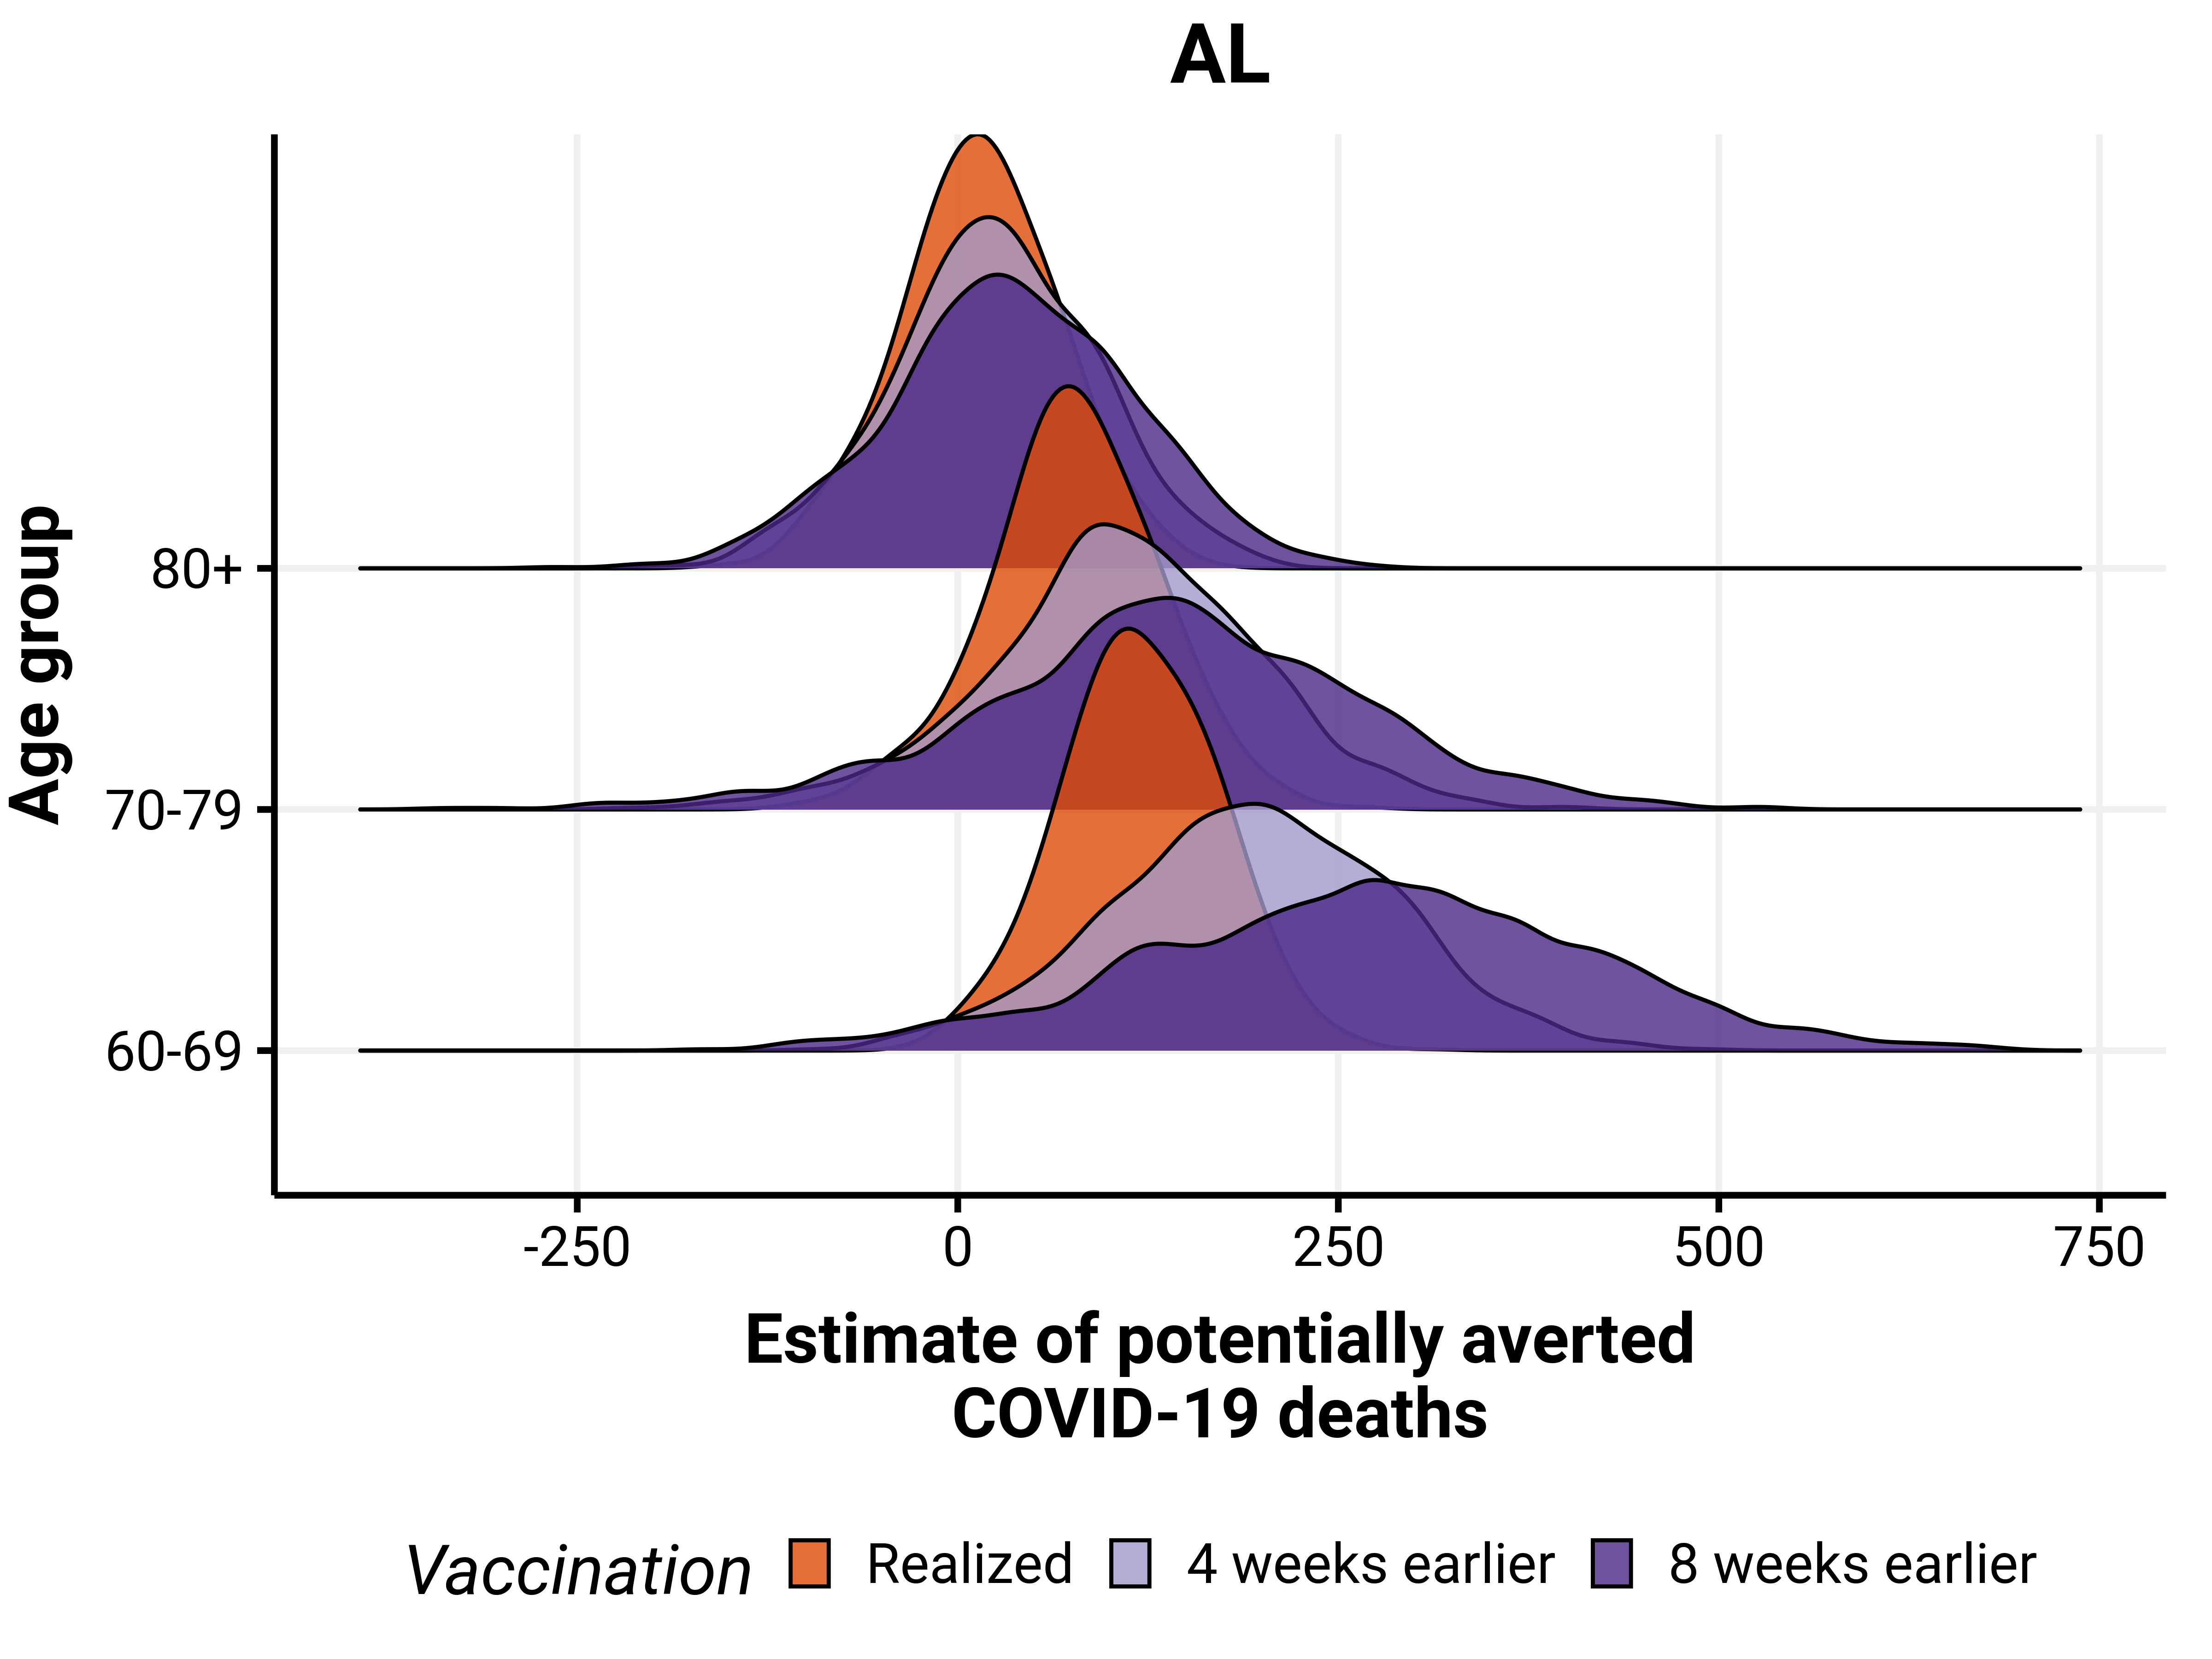 AL
Age group
80+
70-79
60-69
-250 0 250 500 750
Estimate of potentially averted
COVID-19 deaths
Vaccination Realized 4 weeks earlier 8 weeks earlier